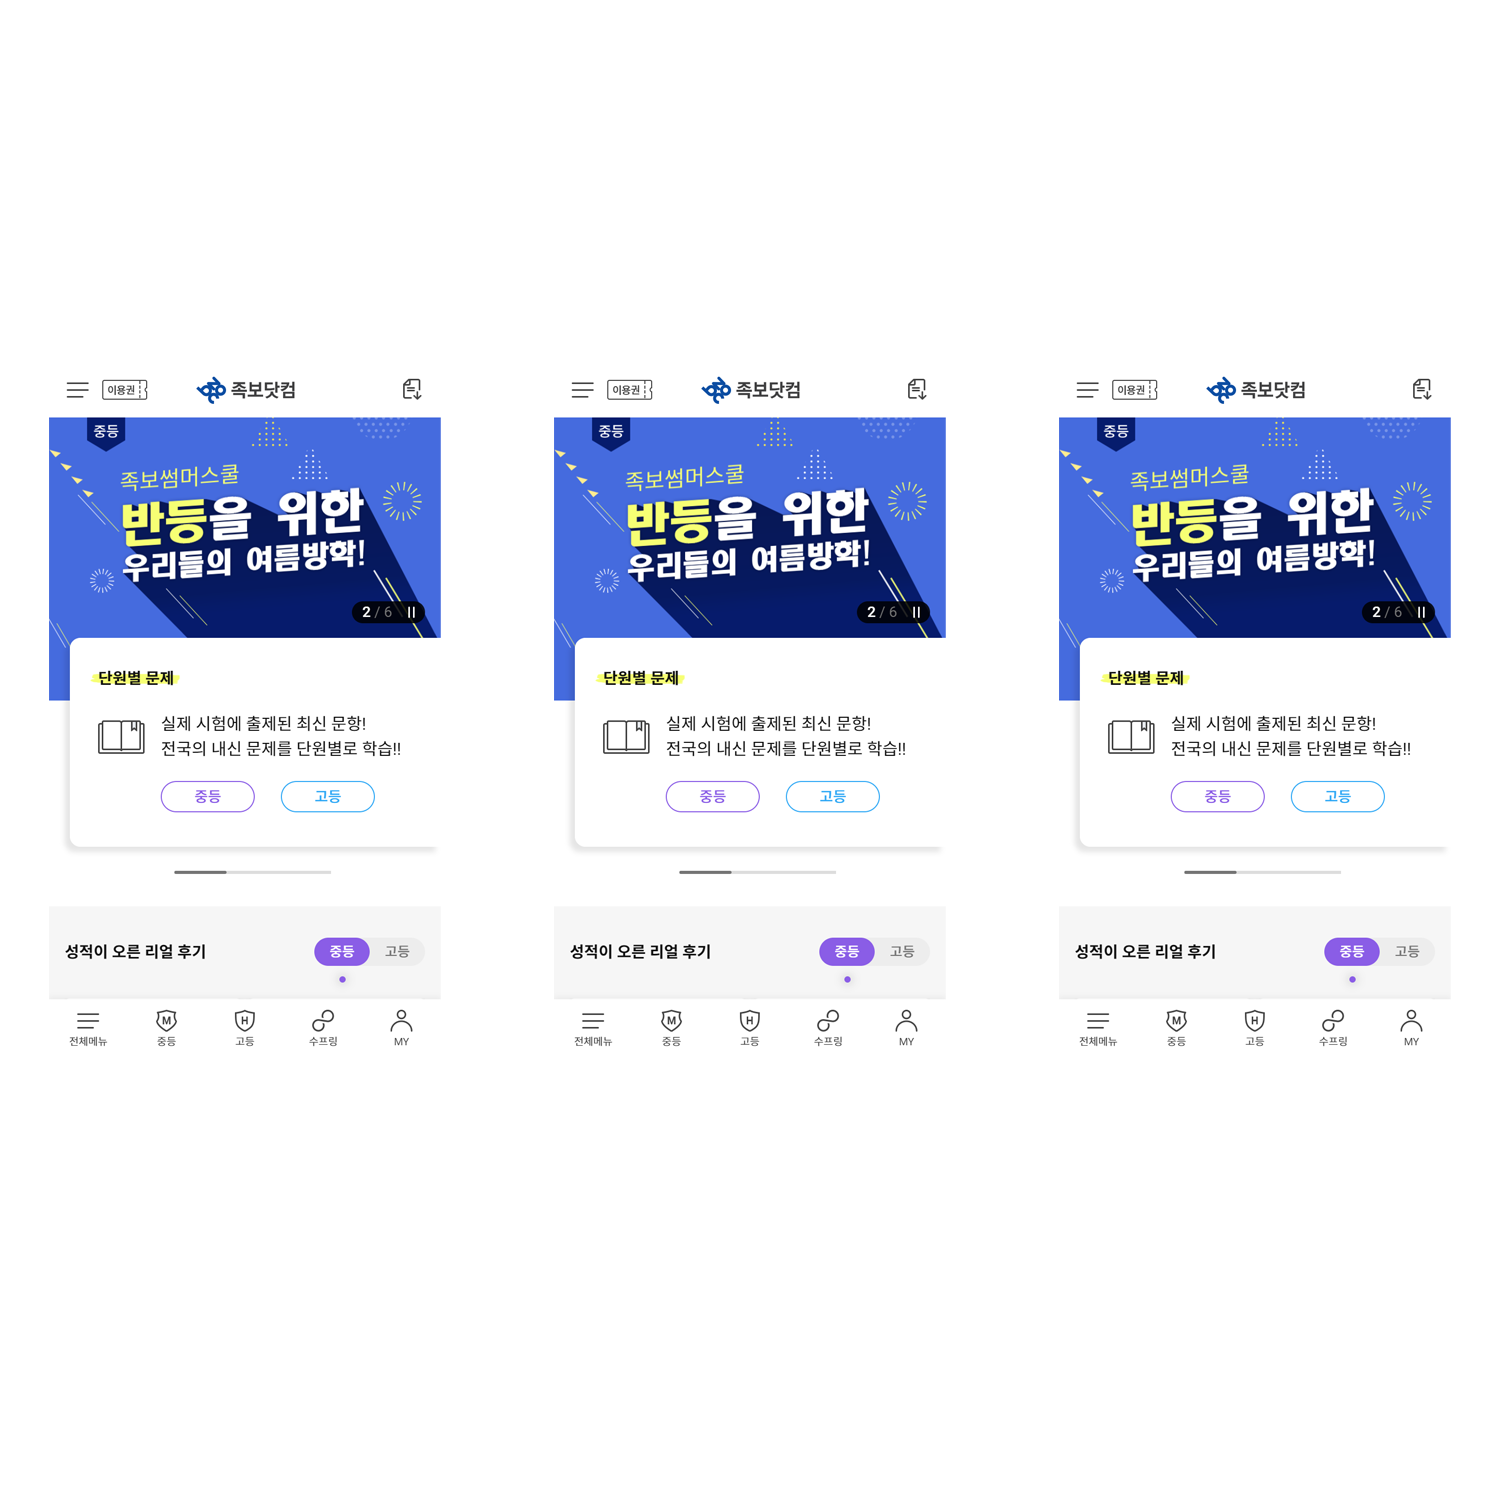 이용권 족보닷컴
중등
족보썸머스쿨
반등을 위한
우리들의 여름방학!
2 / 6
단원별 문제
실제 시험에 출제된 최신 문항!
전국의 내신 문제를 단원별로 학습!!
중등 고등
성적이 오른 리얼 후기 중등 고등
M H
전체메뉴 중등 고등 수프링 MY
이용권 족보닷컴
중등
족보썸머스쿨
반등을 위한
우리들의 여름방학!
2 / 6
단원별 문제
실제 시험에 출제된 최신 문항!
전국의 내신 문제를 단원별로 학습!!
중등 고등
성적이 오른 리얼 후기 중등 고등
M H
전체메뉴 중등 고등 수프링 MY
이용권 족보닷컴
중등
족보썸머스쿨
반등을 위한
우리들의 여름방학!
2 / 6
단원별 문제
실제 시험에 출제된 최신 문항!
전국의 내신 문제를 단원별로 학습!!
중등 고등
성적이 오른 리얼 후기 중등 고등
M H
전체메뉴 중등 고등 수프링 MY